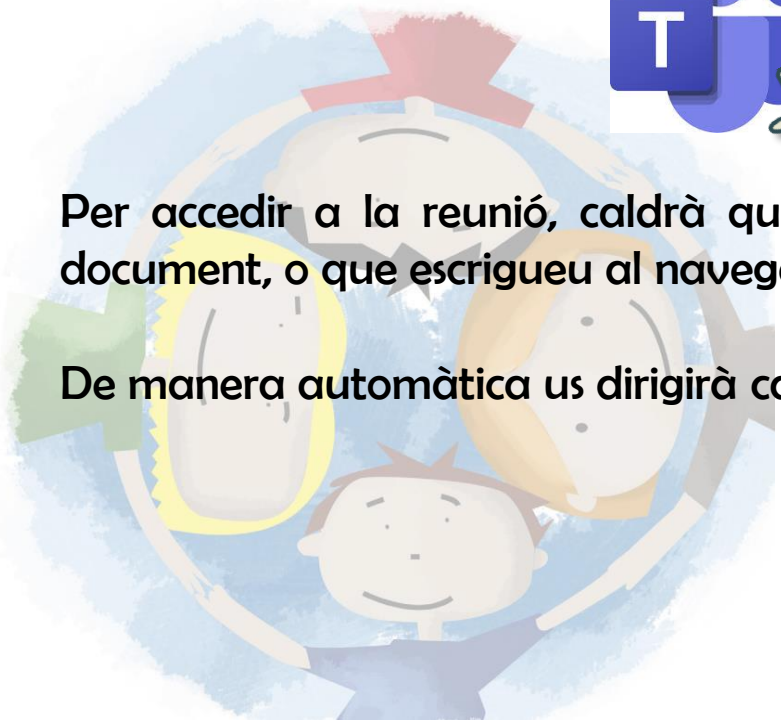 T
Per accedir a la reunió, caldrà qu
document, o que escrigueu al naveg
De manera automàtica us dirigirà c